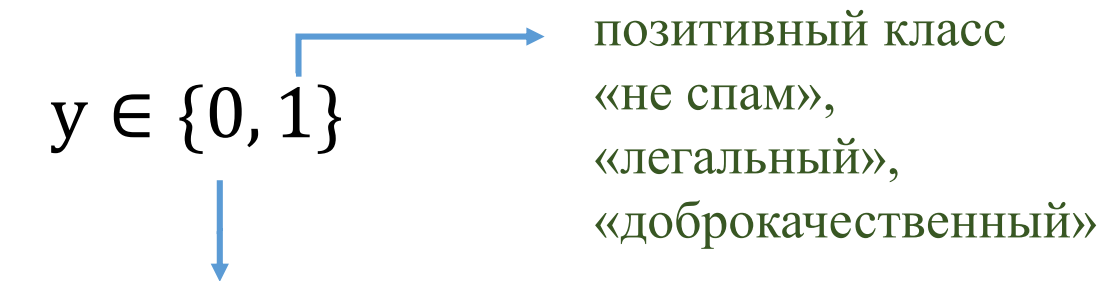 y ∈ {0, 1}
позитивный класс
«не спам»,
«легальный»,
«доброкачественный»